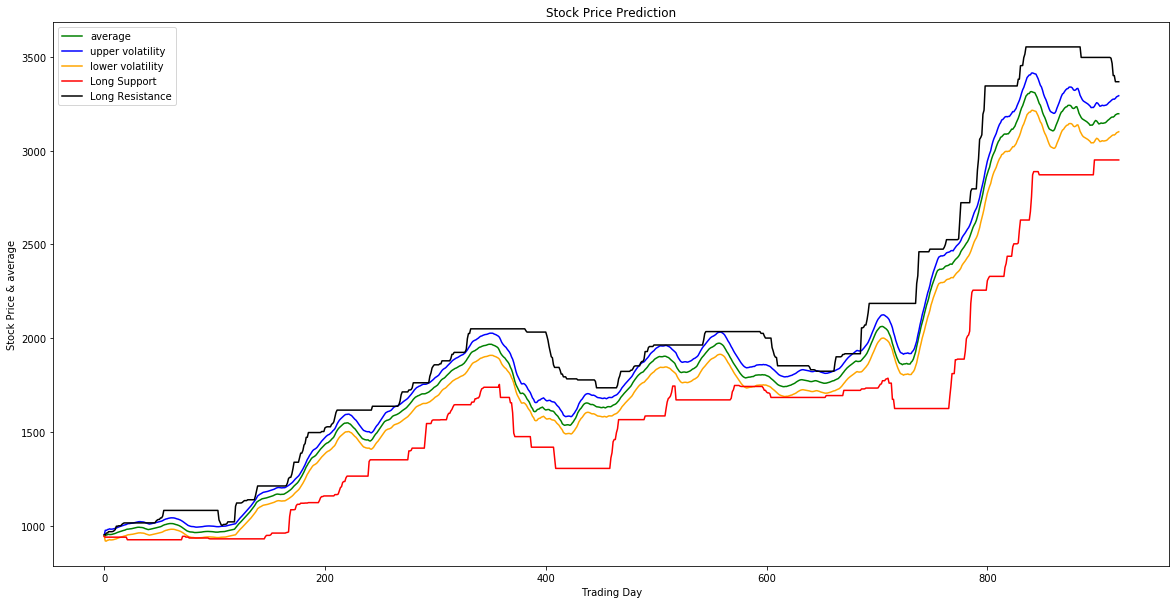 Stock Price Prediction
average
upper volatility
lower volatility
Long Support
Long Resistance
3500
3000
2500
2000
1500
1000
Stock Price & average
0 200 400 600 800
Trading Day